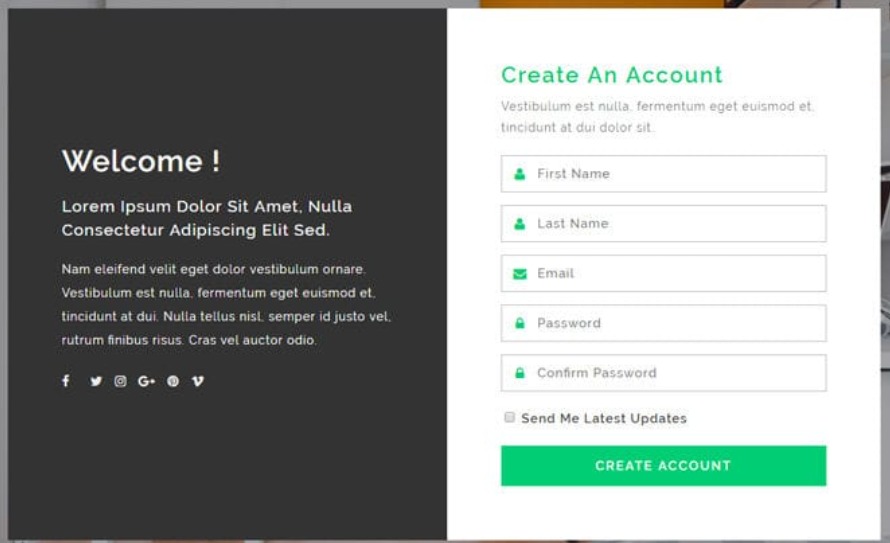 Welcome !
Lorem Ipsum Dolor Sit Amet, Nulla
Consectetur Adipiscing Elit Sed.
Nam eleifend velit eget dolor vestibulum ornare.
Vestibulum est nulla, fermentum eget euismod et,
tincidunt at dui. Nulla tellus nisl, semper id justo vel,
rutrum finibus risus. Cras vel auctor odio.
Create An Account
Vestibulum est nulla, fermentum eget euismod et,
tincidunt at dui dolor sit.
First Name
Last Name
Email
Password
Confirm Password
Send Me Latest Updates
CREATE ACCOUNT